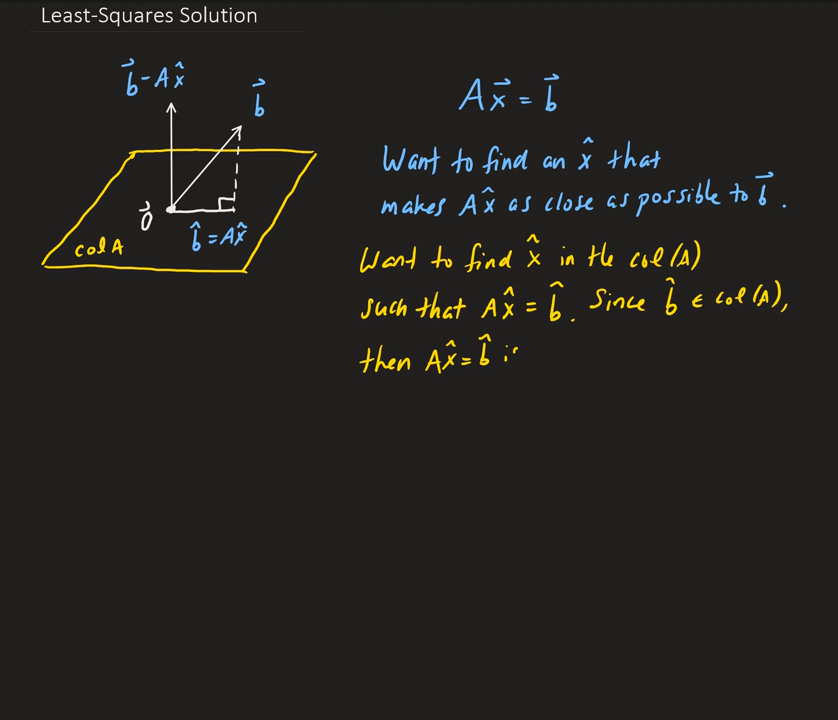 Least-Squares Solution
b⃗ - Ax̂
b⃗
0⃗
b̂ = Ax̂
col A
Ax⃗ = b⃗
Want to find an x̂ that
makes Ax̂ as close as possible to b⃗.
Want to find x̂ in the col(A)
such that Ax̂ = b̂. Since b̂ ∈ col(A),
then Ax̂ = b̂ i